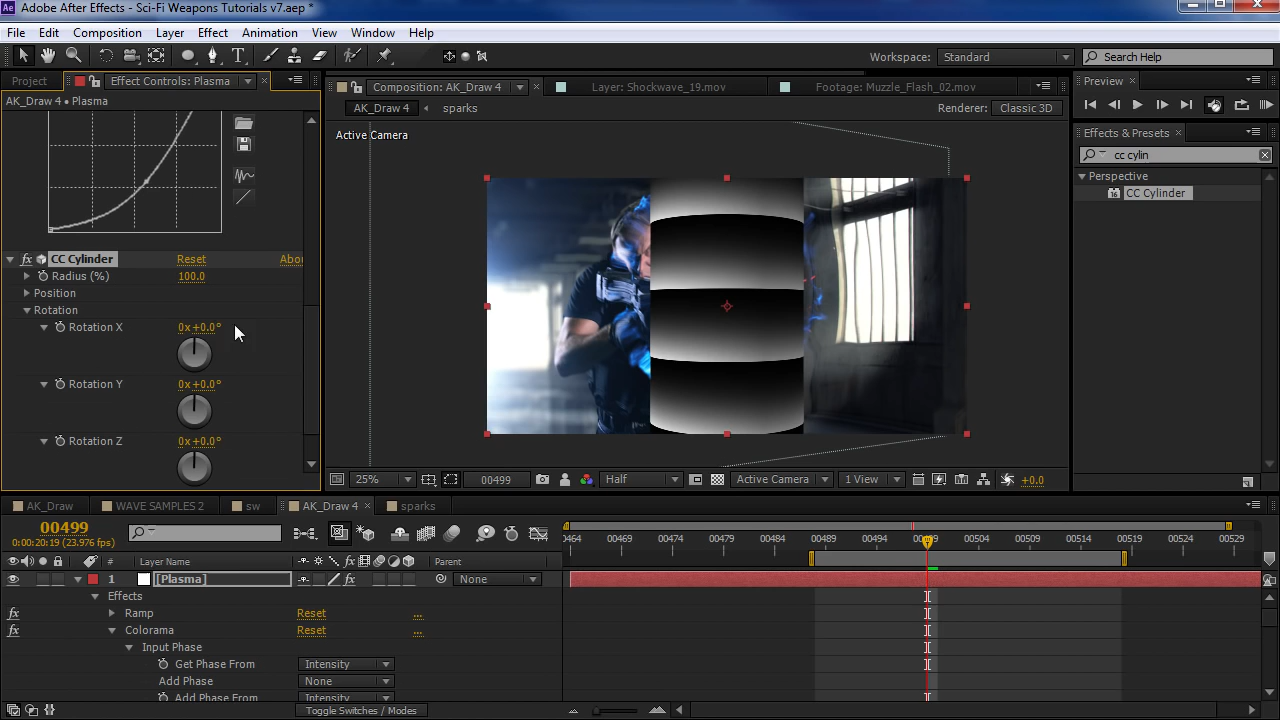 Ae Adobe After Effects - Sci-Fi Weapons Tutorials v7.aep *
File Edit Composition Layer Effect Animation View Window Help
Workspace: Standard Search Help
Project Effect Controls: Plasma Composition: AK_Draw 4 Layer: Shockwave_19.mov Footage: Muzzle_Flash_02.mov Preview
AK_Draw 4 • Plasma AK_Draw 4 sparks Renderer: Classic 3D
Active Camera Effects & Presets
cc cylin
Perspective
CC Cylinder
fx CC Cylinder Reset Abou
Radius (%) 100.0
Position
Rotation
Rotation X 0x+0.0°
Rotation Y 0x+0.0°
Rotation Z 0x+0.0°
25% 00499 Half Active Camera 1 View +0.0
AK_Draw WAVE SAMPLES 2 sw AK_Draw 4 sparks
00499
0:00:20:19 (23.976 fps)
00464 00469 00474 00479 00484 00489 00494 00499 00504 00509 00514 00519 00524 00529
# Layer Name fx Parent
1 [Plasma] fx None
Effects
fx Ramp Reset ...
fx Colorama Reset ...
Input Phase
Get Phase From Intensity
Add Phase None
Add Phase From Intensity
Toggle Switches / Modes